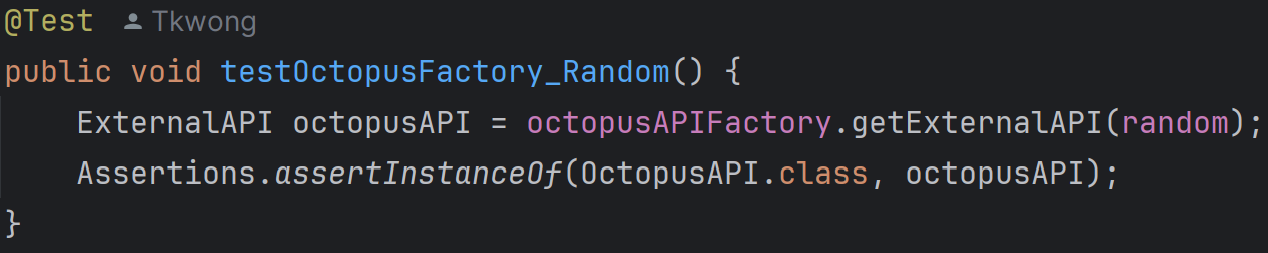 @Test Tkwong
public void testOctopusFactory_Random() {
ExternalAPI octopusAPI = octopusAPIFactory.getExternalAPI(random);
Assertions.assertInstanceOf(OctopusAPI.class, octopusAPI);
}